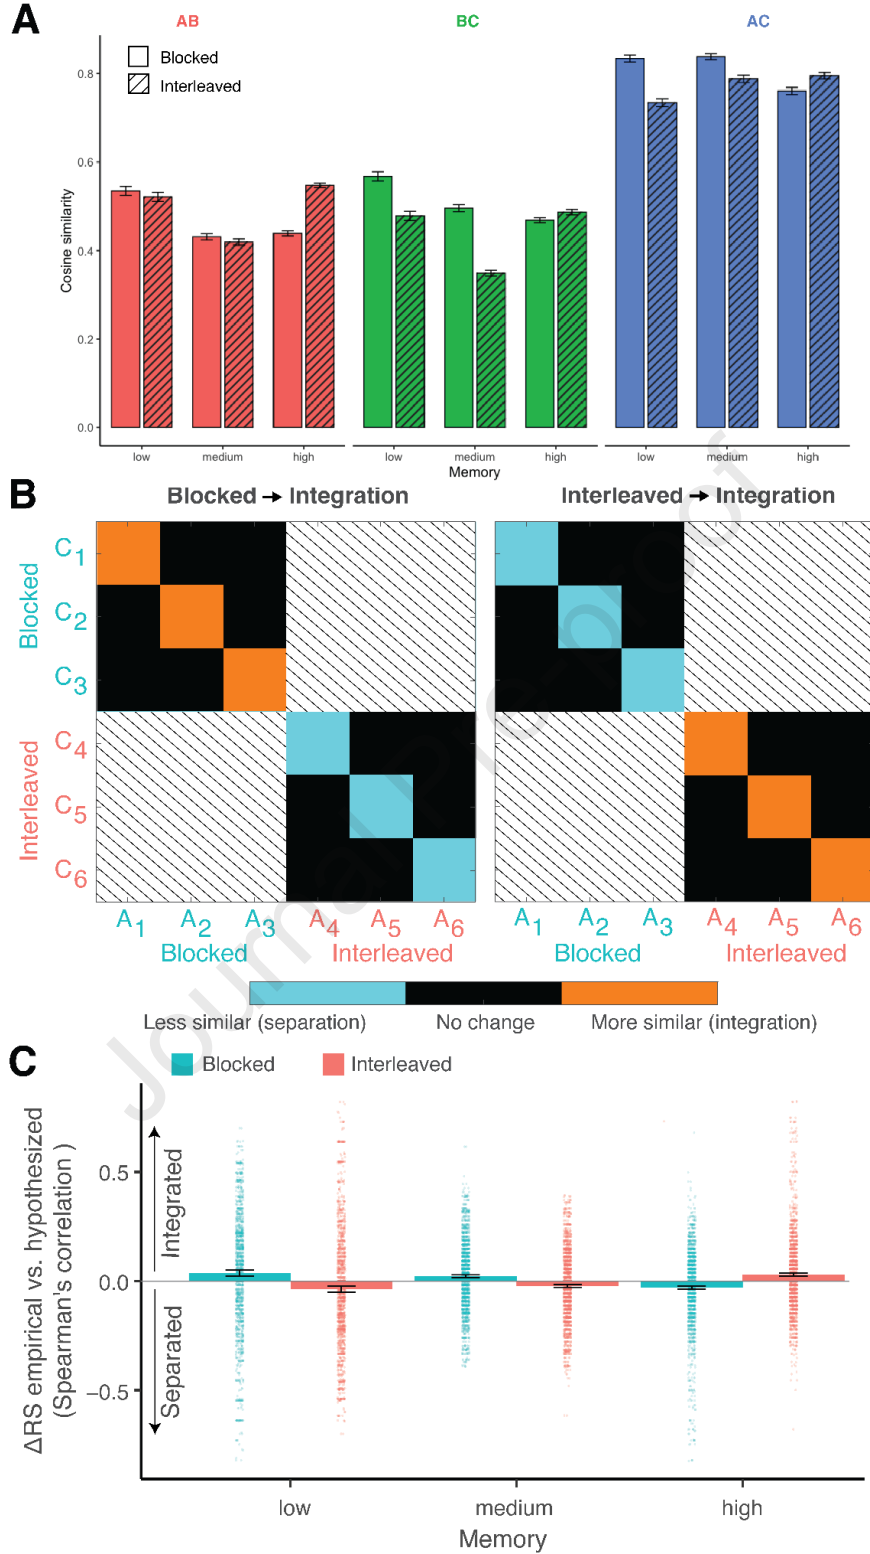 A
AB BC AC
Blocked
Interleaved
Cosine similarity
0.8
0.6
0.4
0.2
0.0
low medium high low medium high low medium high
Memory
B
Blocked → Integration Interleaved → Integration
Blocked
C1
C2
C3
Interleaved
C4
C5
C6
A1 A2 A3 A4 A5 A6 A1 A2 A3 A4 A5 A6
Blocked Interleaved Blocked Interleaved
Less similar (separation) No change More similar (integration)
C
Blocked Interleaved
ΔRS empirical vs. hypothesized
(Spearman's correlation )
Integrated
Separated
0.5
0.0
−0.5
low medium high
Memory
Journal Pre-proof